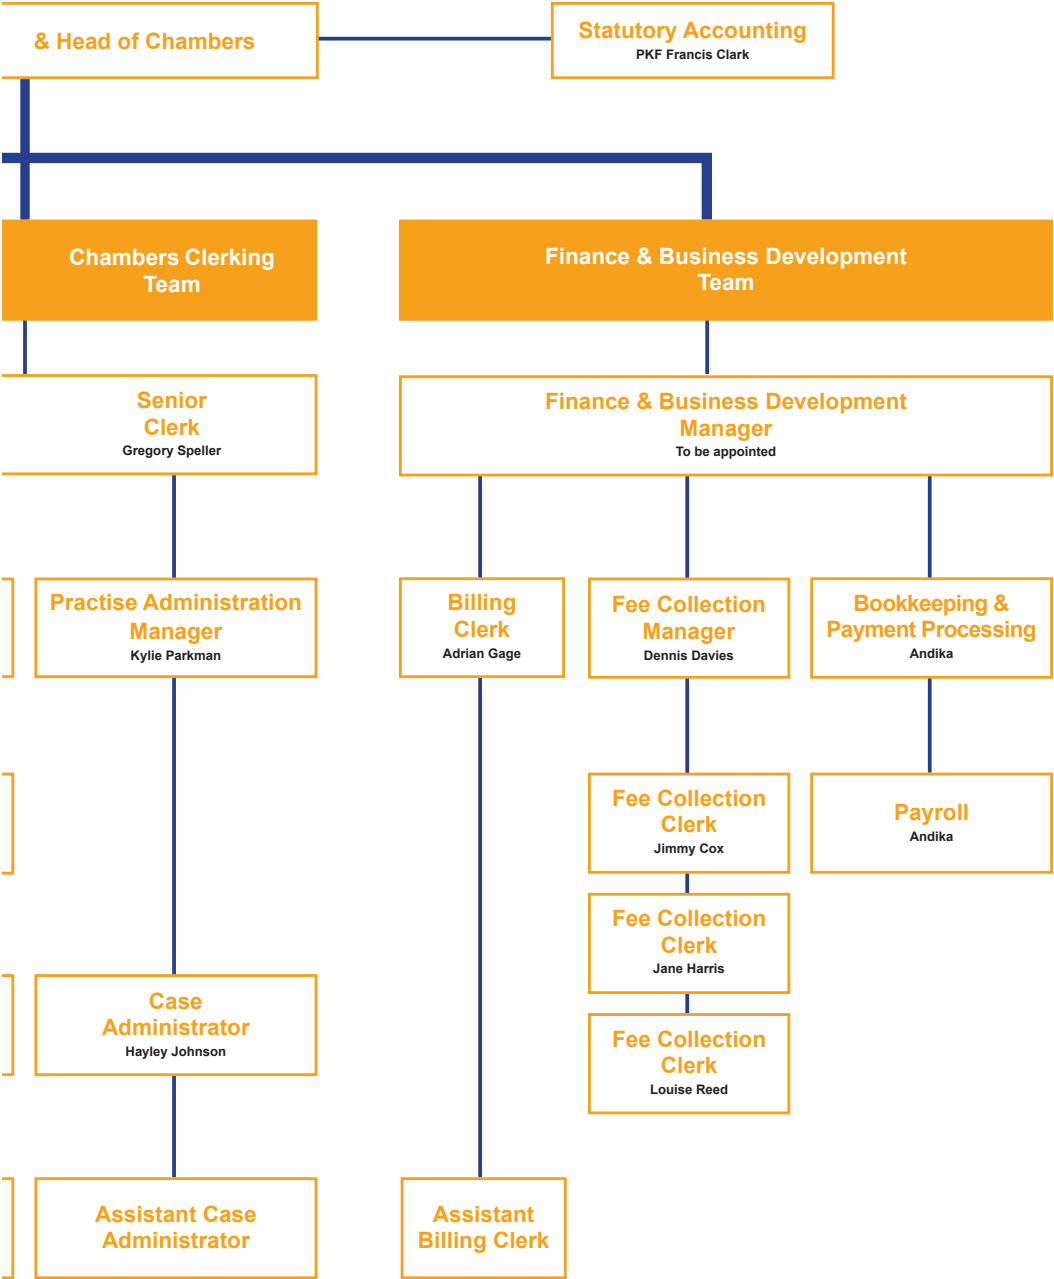 & Head of Chambers
Statutory Accounting
PKF Francis Clark
Chambers Clerking
Team
Finance & Business Development
Team
Senior
Clerk
Gregory Speller
Finance & Business Development
Manager
To be appointed
Practise Administration
Manager
Kylie Parkman
Billing
Clerk
Adrian Gage
Fee Collection
Manager
Dennis Davies
Bookkeeping &
Payment Processing
Andika
Fee Collection
Clerk
Jimmy Cox
Payroll
Andika
Fee Collection
Clerk
Jane Harris
Case
Administrator
Hayley Johnson
Fee Collection
Clerk
Louise Reed
Assistant Case
Administrator
Assistant
Billing Clerk